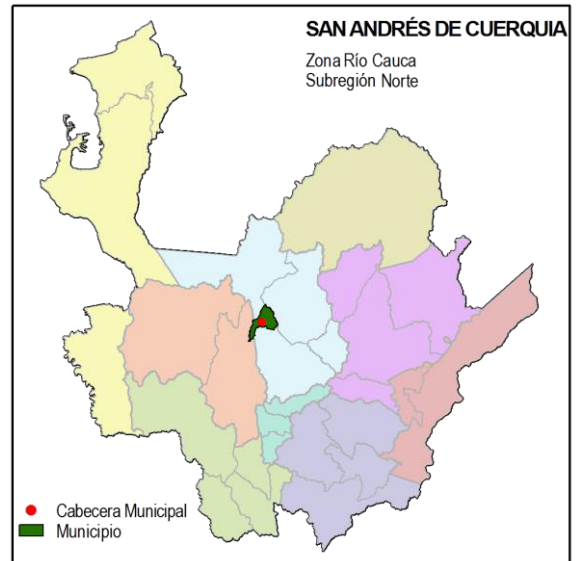 SAN ANDRÉS DE CUERQUIA
Zona Río Cauca
Subregión Norte
Cabecera Municipal
Municipio